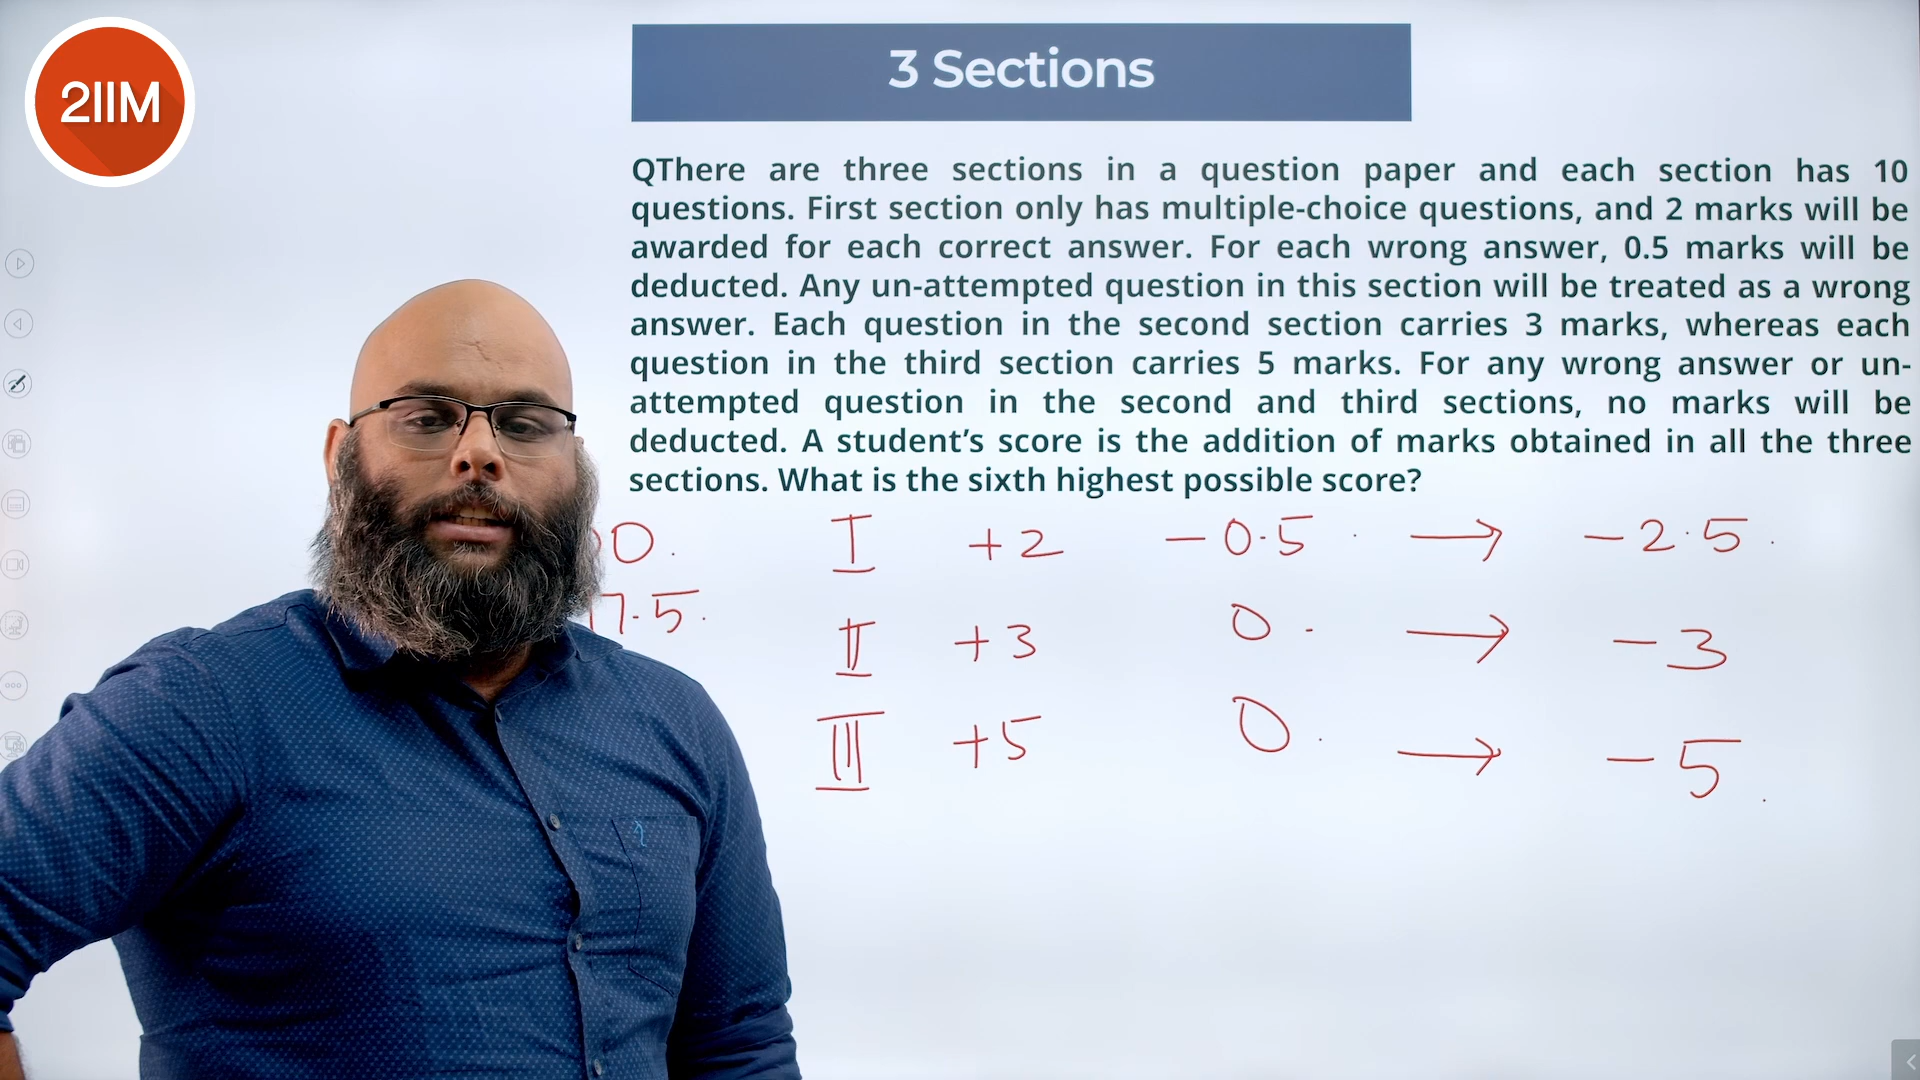 2IIM
3 Sections
QThere are three sections in a question paper and each section has 10
questions. First section only has multiple-choice questions, and 2 marks will be
awarded for each correct answer. For each wrong answer, 0.5 marks will be
deducted. Any un-attempted question in this section will be treated as a wrong
answer. Each question in the second section carries 3 marks, whereas each
question in the third section carries 5 marks. For any wrong answer or un-
attempted question in the second and third sections, no marks will be
deducted. A student's score is the addition of marks obtained in all the three
sections. What is the sixth highest possible score?
I +2 -0.5 → -2.5
7.5.
II +3 0 → -3
III +5 0 → -5